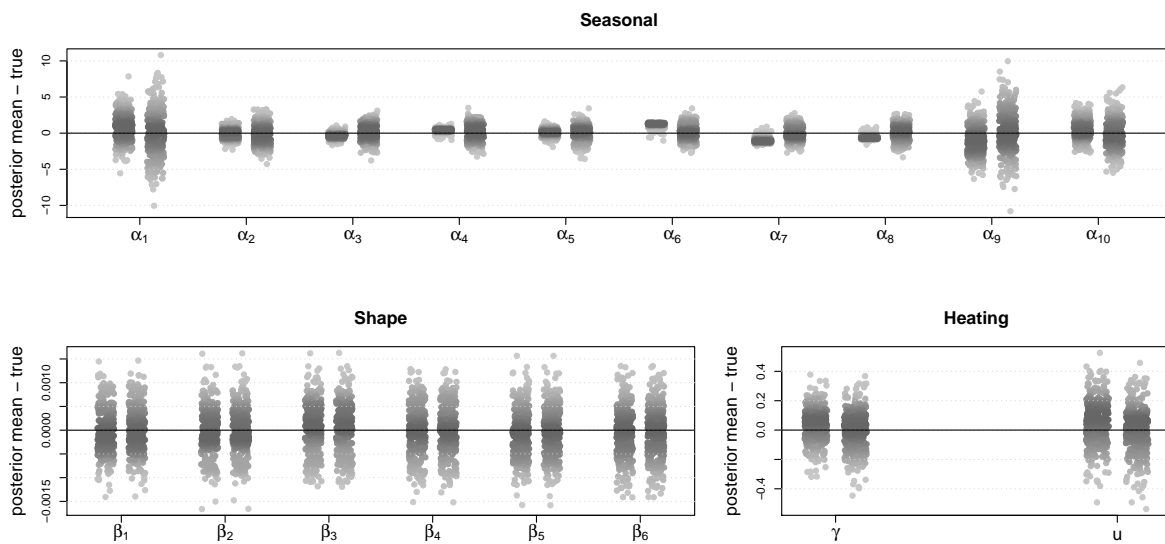 Seasonal
posterior mean − true
10
5
0
−5
−10
α1 α2 α3 α4 α5 α6 α7 α8 α9 α10
Shape
posterior mean − true
0.0010
0.0000
−0.0015
β1 β2 β3 β4 β5 β6
Heating
posterior mean − true
0.4
0.2
0.0
−0.4
γ u